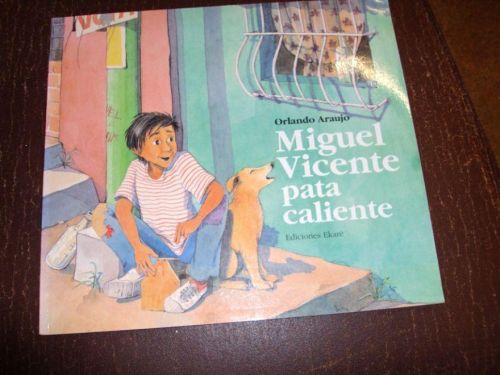 Orlando Araujo
Miguel
Vicente
pata
caliente
Ediciones Ekaré